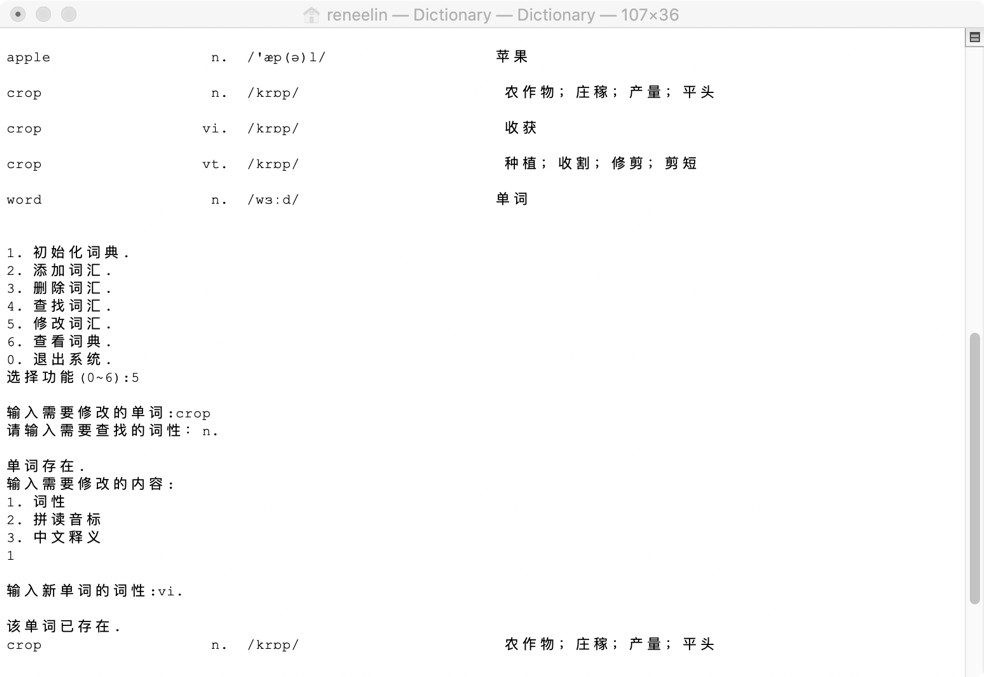 reneelin — Dictionary — Dictionary — 107×36
apple n. /'æp(ə)l/ 苹果
crop n. /krɒp/ 农作物；庄稼；产量；平头
crop vi. /krɒp/ 收获
crop vt. /krɒp/ 种植；收割；修剪；剪短
word n. /wɜːd/ 单词
1. 初始化词典.
2. 添加词汇.
3. 删除词汇.
4. 查找词汇.
5. 修改词汇.
6. 查看词典.
0. 退出系统.
选择功能(0~6):5
输入需要修改的单词:crop
请输入需要查找的词性：n.
单词存在.
输入需要修改的内容:
1. 词性
2. 拼读音标
3. 中文释义
1
输入新单词的词性:vi.
该单词已存在.
crop n. /krɒp/ 农作物；庄稼；产量；平头